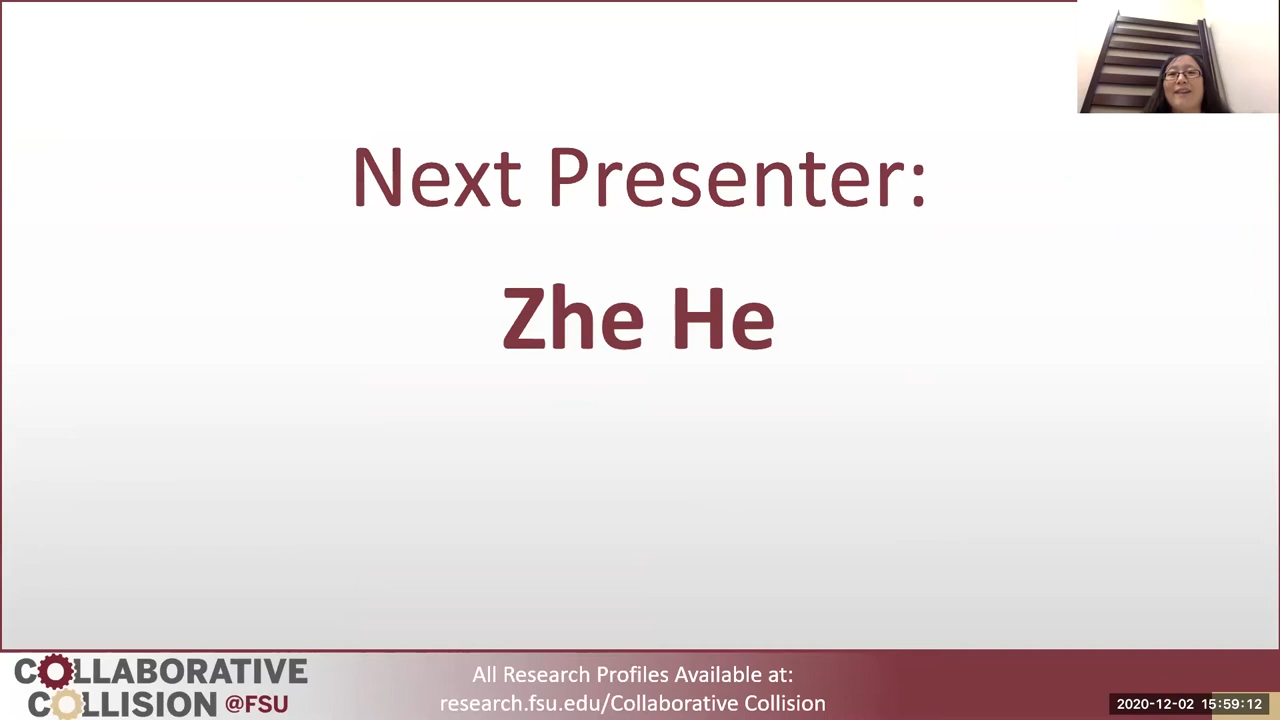 Next Presenter:
Zhe He
COLLABORATIVE
COLLISION @FSU
All Research Profiles Available at:
research.fsu.edu/Collaborative Collision
2020-12-02 15:59:12